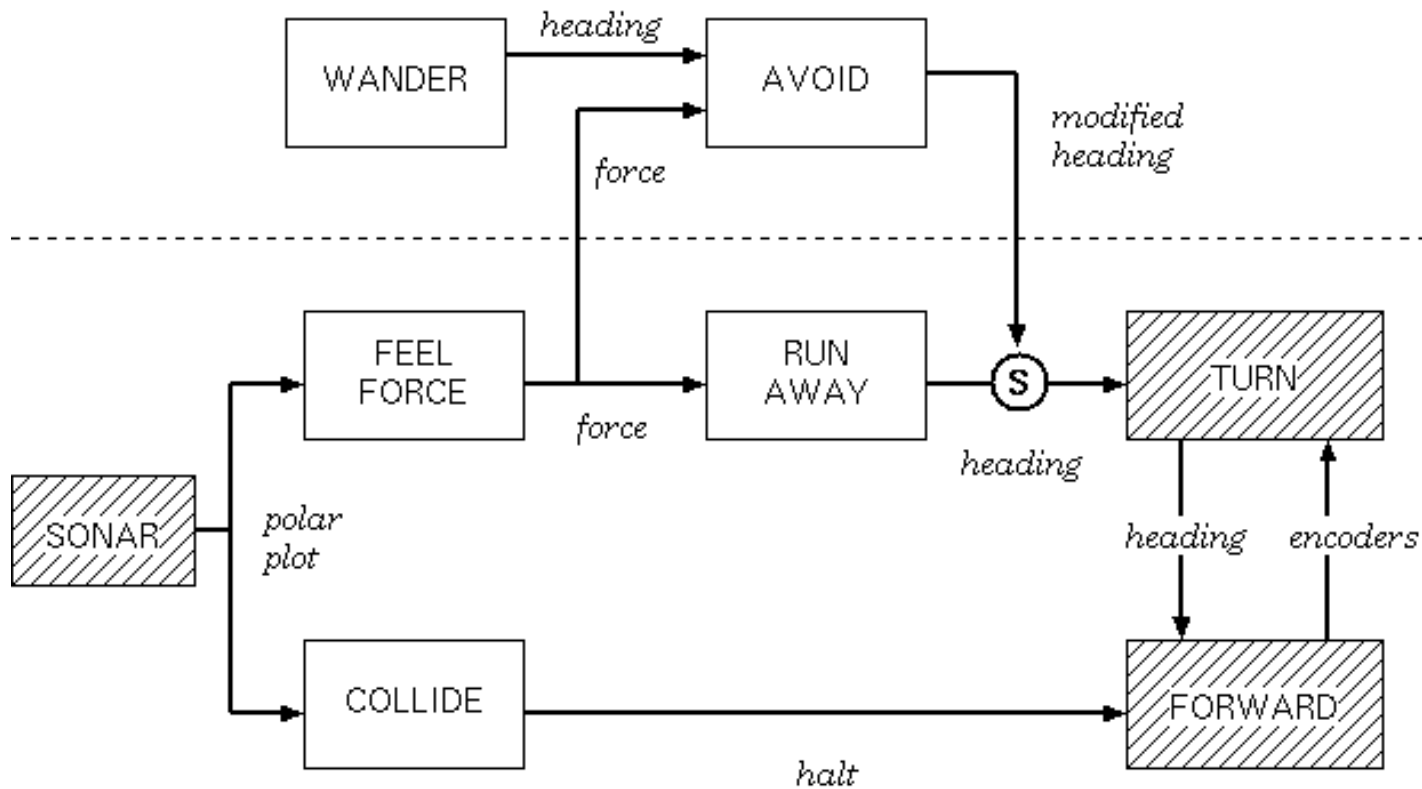 heading
WANDER
AVOID
modified
heading
force
FEEL
FORCE
RUN
AWAY
S
TURN
force
heading
SONAR
polar
plot
heading
encoders
COLLIDE
FORWARD
halt